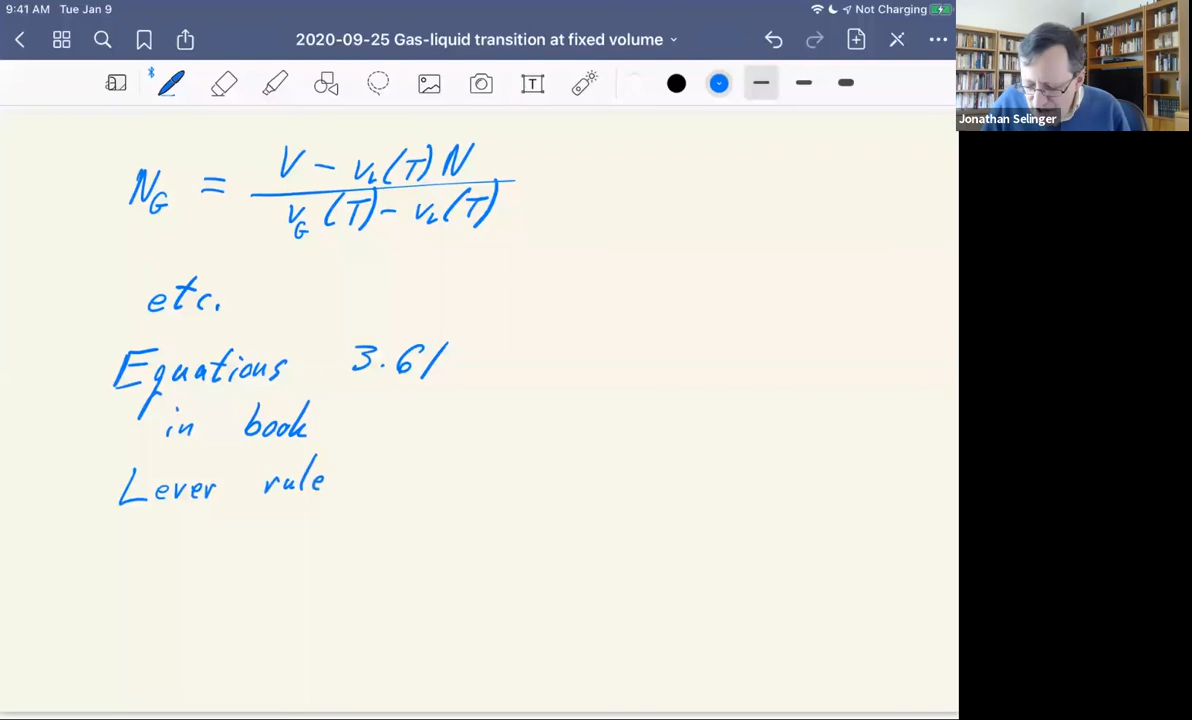 9:41 AM Tue Jan 9
Not Charging
2020-09-25 Gas-liquid transition at fixed volume
T
Jonathan Selinger
N_G = (V - v_L(T) N) / (v_G(T) - v_L(T))
etc.
Equations 3.61
in book
Lever rule